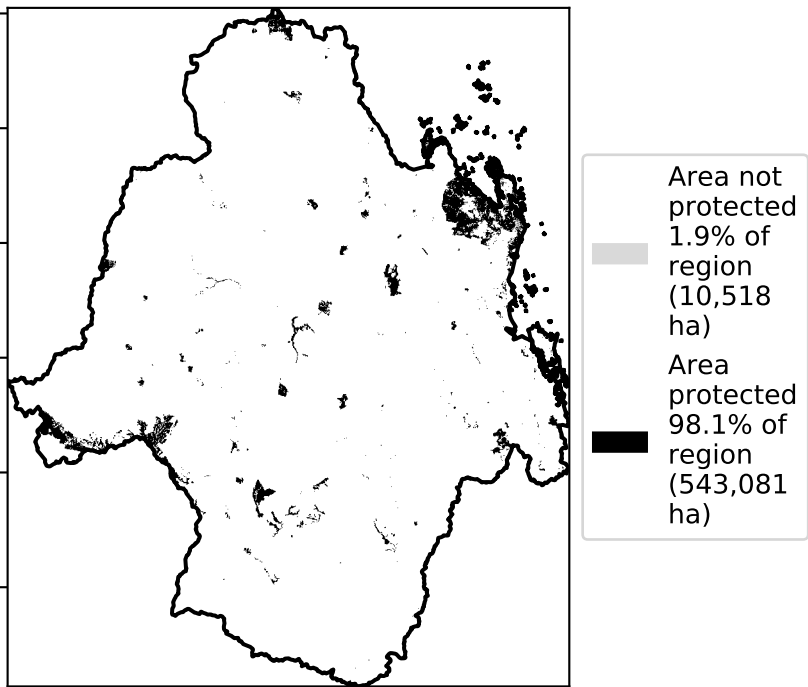 Area not
protected
1.9% of
region
(10,518
ha)
Area
protected
98.1% of
region
(543,081
ha)